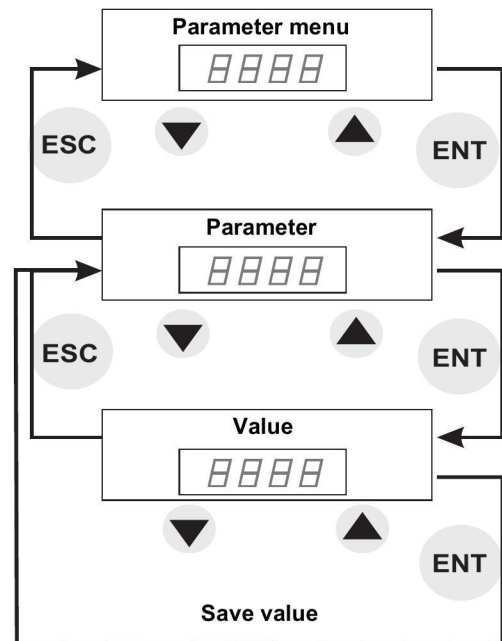 Parameter menu
8888
ESC
ENT
Parameter
8888
ESC
ENT
Value
8888
ENT
Save value